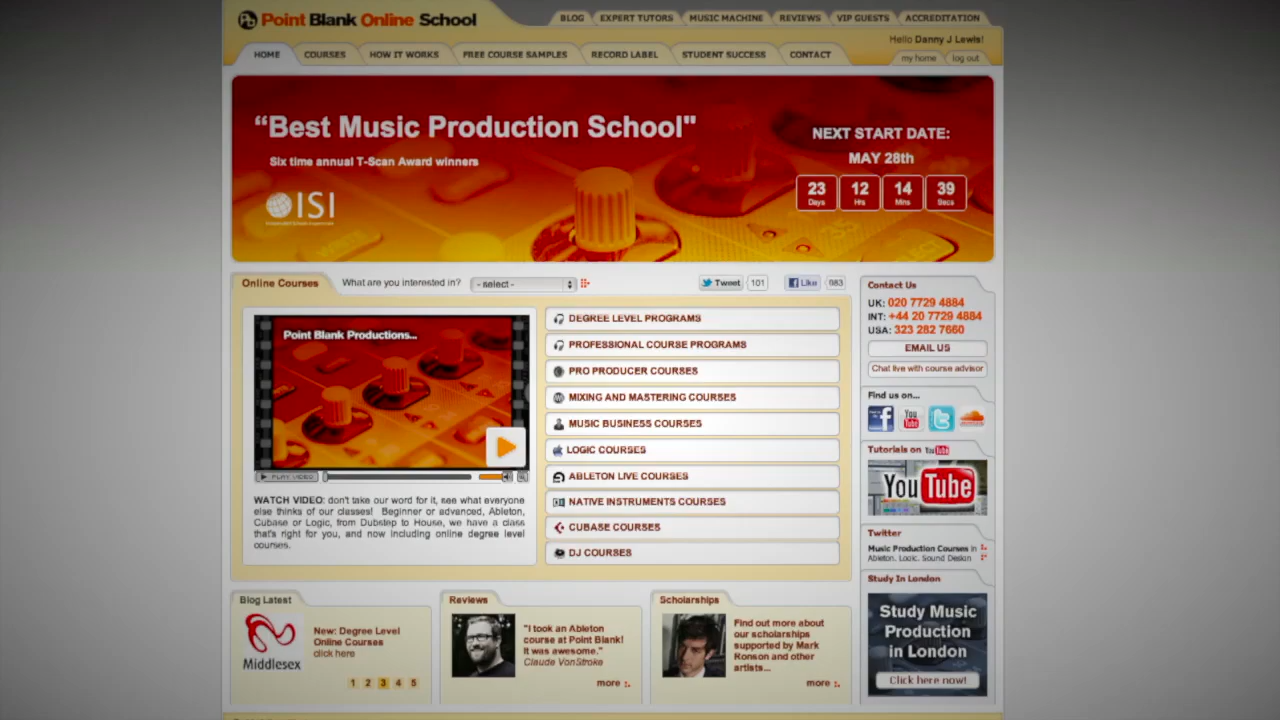 Point Blank Online School
BLOG
EXPERT TUTORS
MUSIC MACHINE
REVIEWS
VIP GUESTS
ACCREDITATION
Hello Danny J Lewis!
HOME
COURSES
HOW IT WORKS
FREE COURSE SAMPLES
RECORD LABEL
STUDENT SUCCESS
CONTACT
my home
log out
“Best Music Production School"
Six time annual T-Scan Award winners
ISI
NEXT START DATE:
MAY 28th
23 12 14 39
Days Hrs Mins Secs
Online Courses
What are you interested in?
- select -
Tweet
101
Like
983
Point Blank Productions...
PLAY VIDEO
WATCH VIDEO: don't take our word for it, see what everyone
else thinks of our classes! Beginner or advanced, Ableton,
Cubase or Logic, from Dubstep to House, we have a class
that's right for you, and now including online degree level
courses.
DEGREE LEVEL PROGRAMS
PROFESSIONAL COURSE PROGRAMS
PRO PRODUCER COURSES
MIXING AND MASTERING COURSES
MUSIC BUSINESS COURSES
LOGIC COURSES
ABLETON LIVE COURSES
NATIVE INSTRUMENTS COURSES
CUBASE COURSES
DJ COURSES
Contact Us
UK: 020 7729 4884
INT: +44 20 7729 4884
USA: 323 282 7660
EMAIL US
Chat live with course advisor
Find us on...
You
Tube
Tutorials on YouTube
YouTube
Twitter
Music Production Courses in
Ableton, Logic, Sound Design
Study In London
Study Music
Production
in London
Click here now!
Blog Latest
Middlesex
New: Degree Level
Online Courses
click here
1 2 3 4 5
Reviews
"I took an Ableton
course at Point Blank!
It was awesome."
Claude VonStroke
more
Scholarships
Find out more about
our scholarships
supported by Mark
Ronson and other
artists...
more